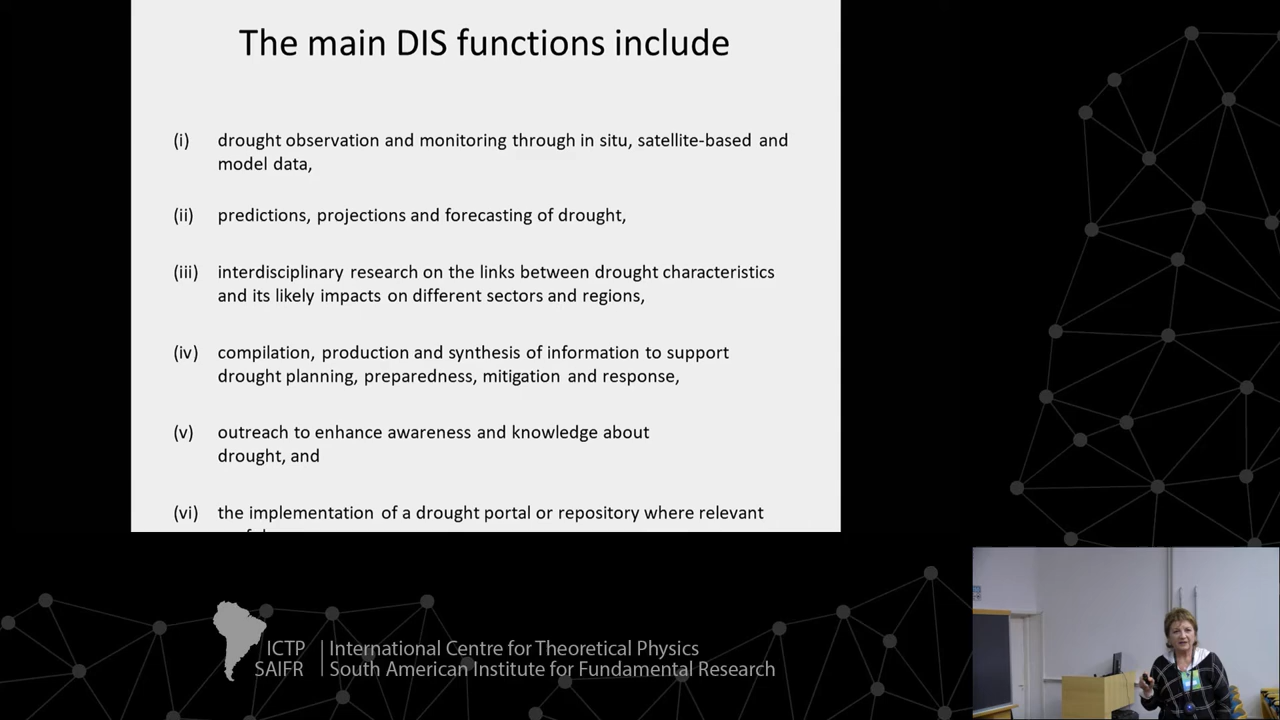 The main DIS functions include
(i) drought observation and monitoring through in situ, satellite-based and
model data,
(ii) predictions, projections and forecasting of drought,
(iii) interdisciplinary research on the links between drought characteristics
and its likely impacts on different sectors and regions,
(iv) compilation, production and synthesis of information to support
drought planning, preparedness, mitigation and response,
(v) outreach to enhance awareness and knowledge about
drought, and
(vi) the implementation of a drought portal or repository where relevant
ICTP
SAIFR
International Centre for Theoretical Physics
South American Institute for Fundamental Research